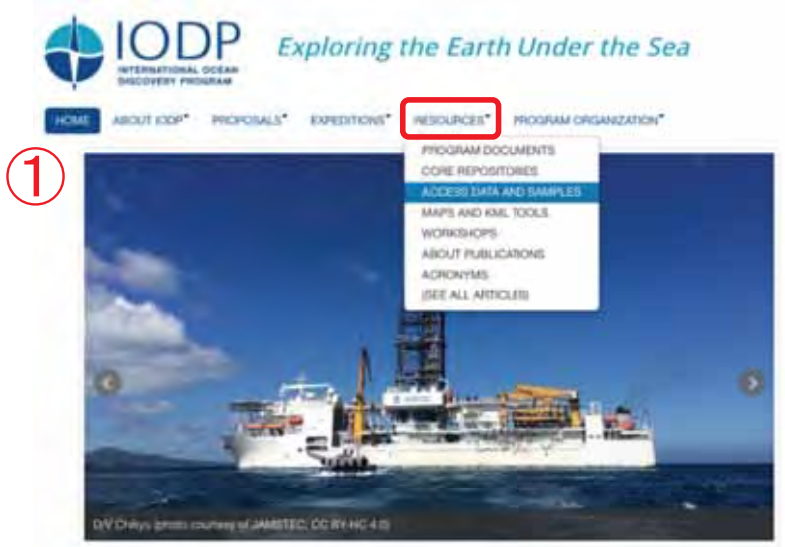 IODP
INTERNATIONAL OCEAN
DISCOVERY PROGRAM
Exploring the Earth Under the Sea
HOME ABOUT IODP PROPOSALS EXPEDITIONS RESOURCES PROGRAM ORGANIZATION
①
PROGRAM DOCUMENTS
CORE REPOSITORIES
ACCESS DATA AND SAMPLES
MAPS AND KML TOOLS
WORKSHOPS
ABOUT PUBLICATIONS
ACRONYMS
(SEE ALL ARTICLES)
D/V Chikyu (photo courtesy of JAMSTEC; CC BY-NC 4.0)